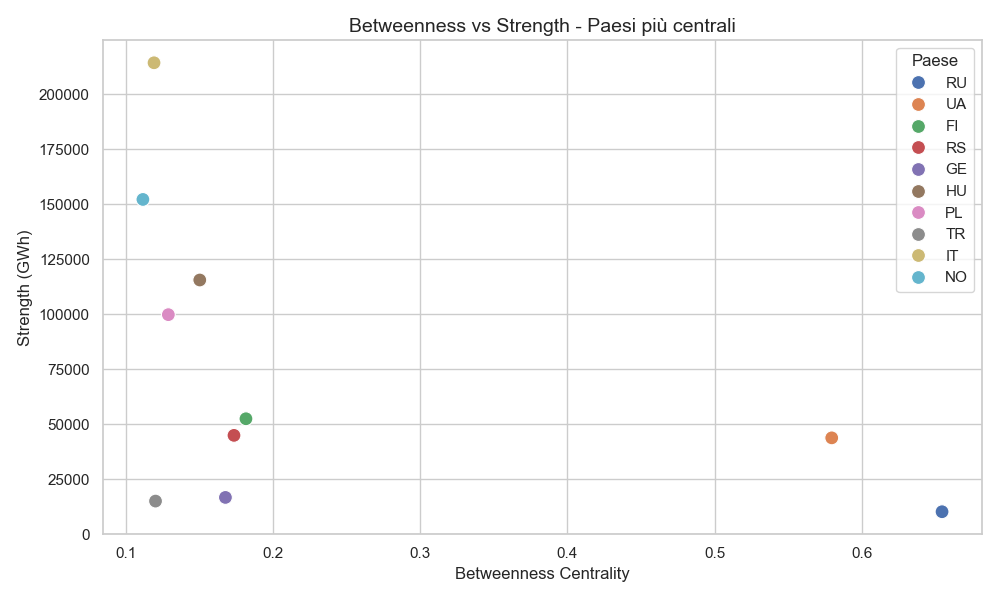 Betweenness vs Strength - Paesi più centrali
Strength (GWh)
200000
175000
150000
125000
100000
75000
50000
25000
0
0.1
0.2
0.3
0.4
0.5
0.6
Betweenness Centrality
Paese
RU
UA
FI
RS
GE
HU
PL
TR
IT
NO